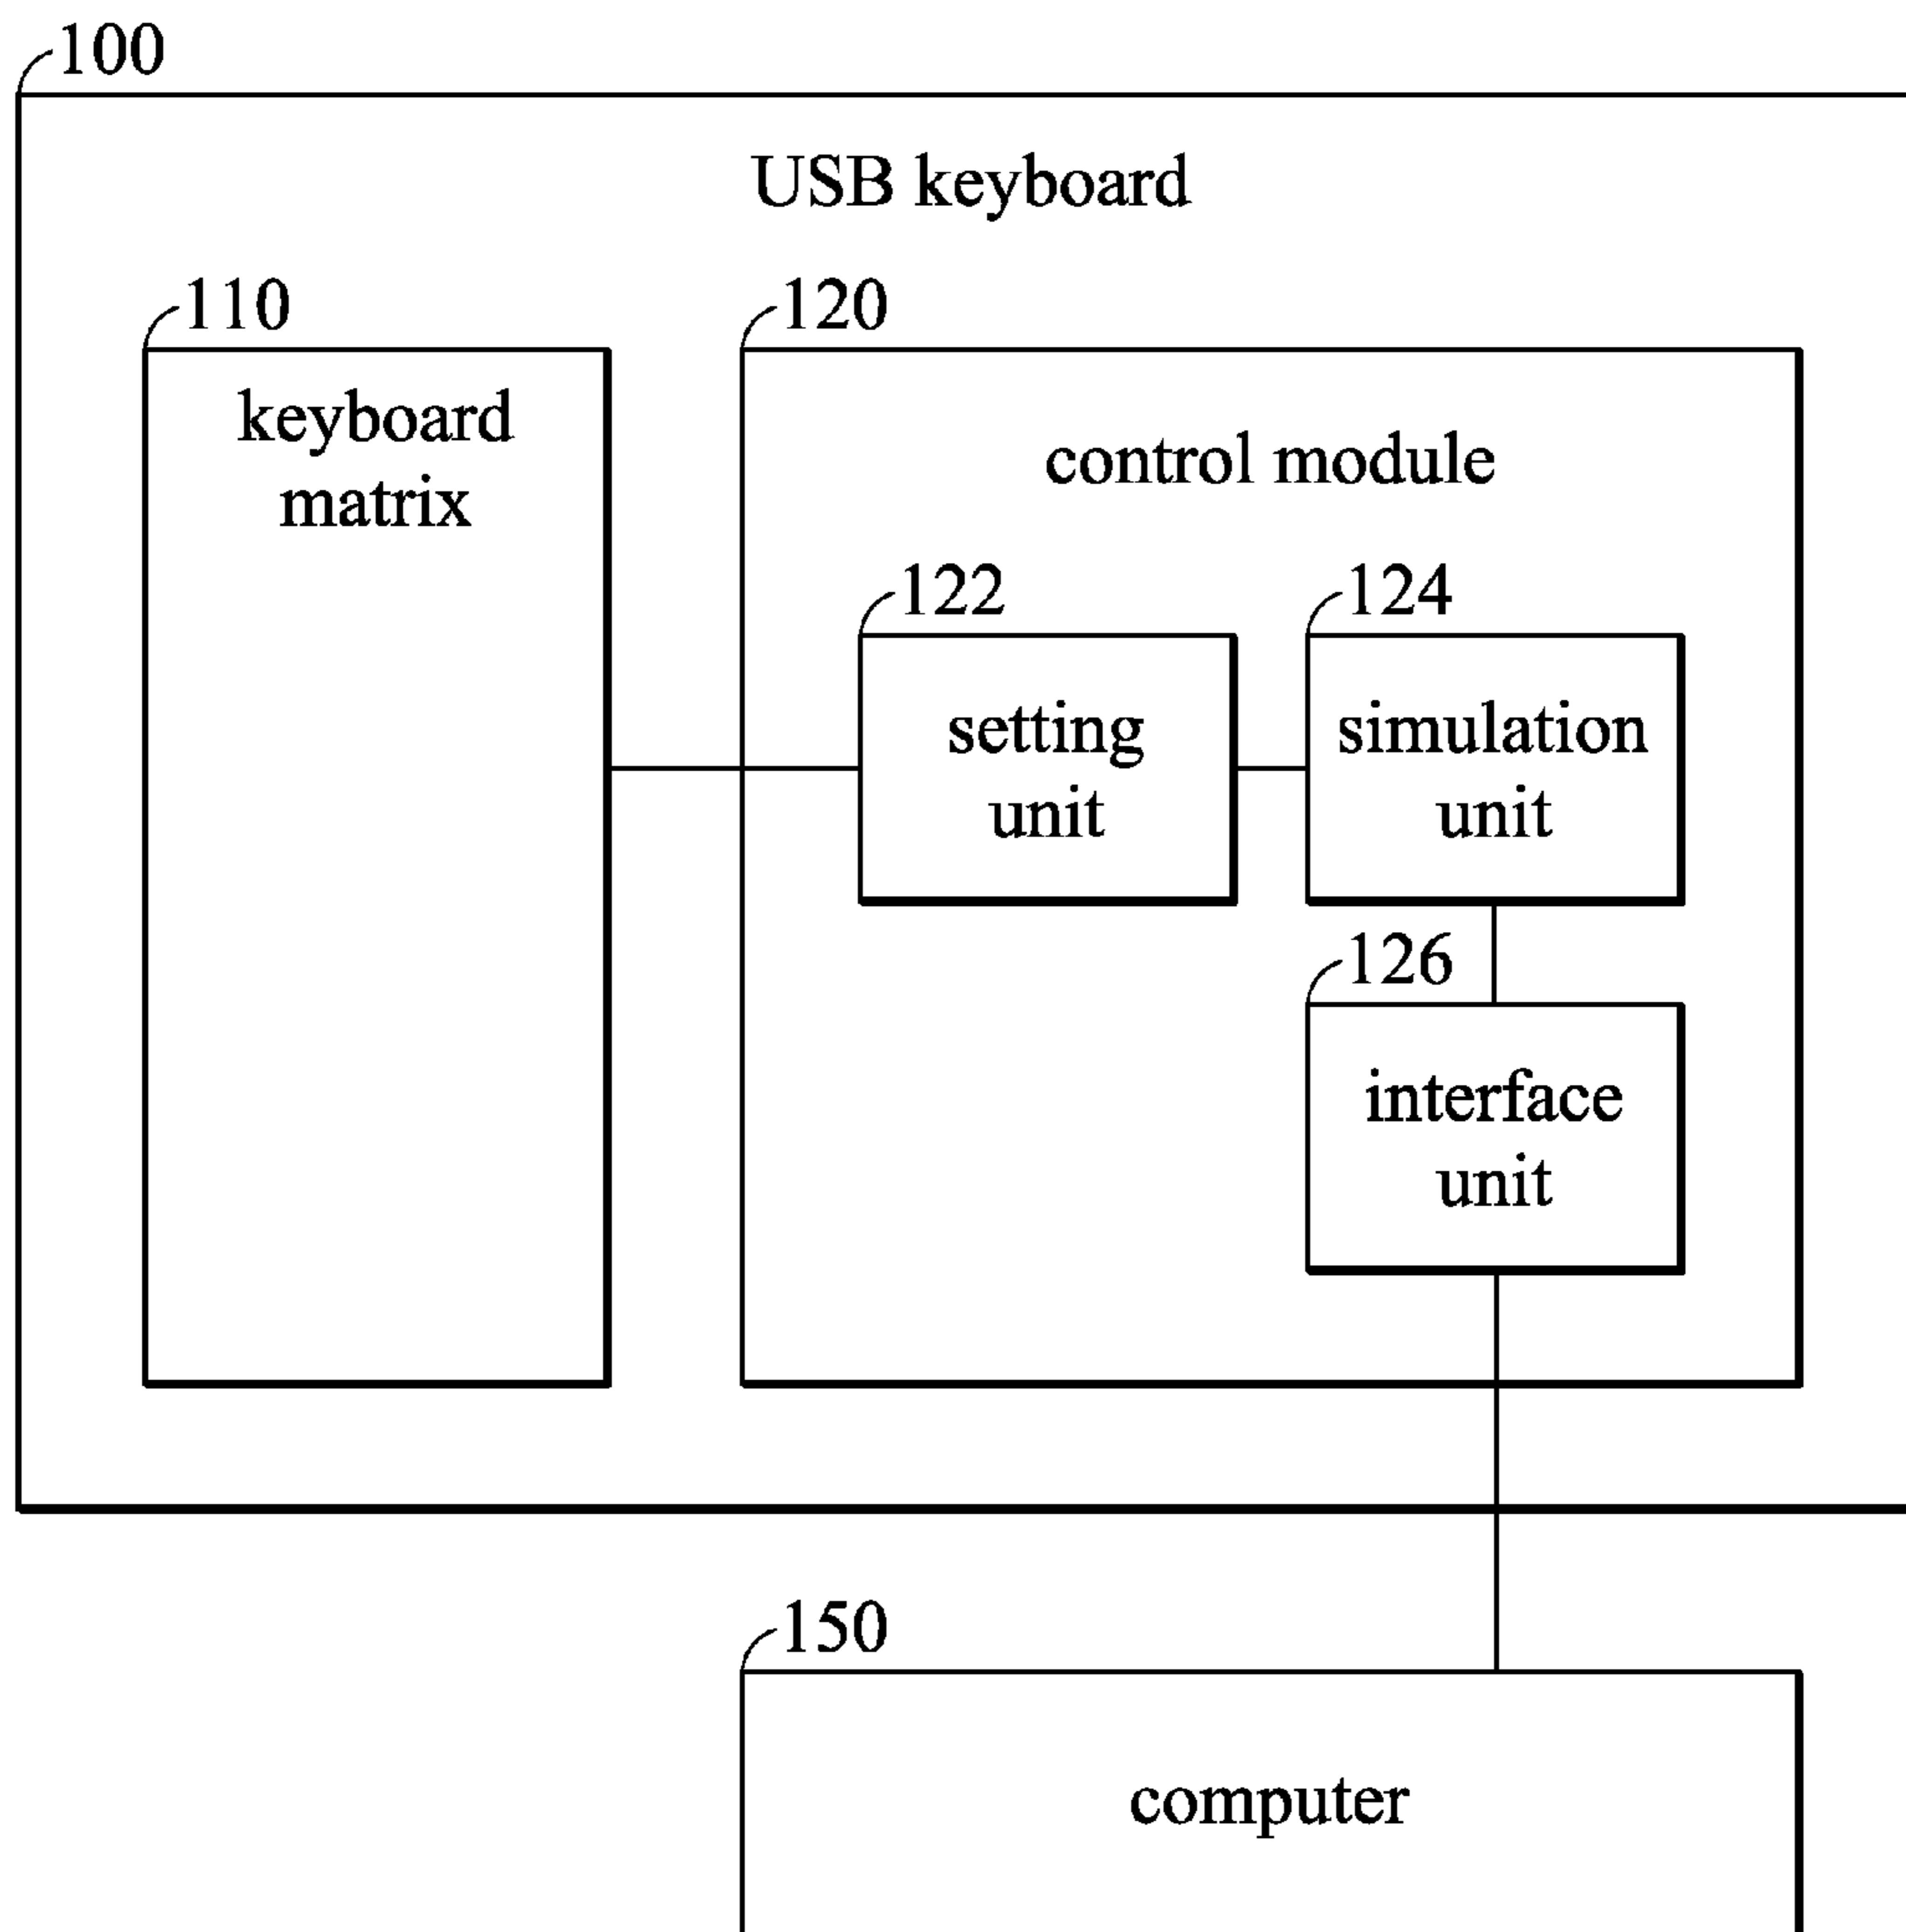 100
USB keyboard
110
120
keyboard
matrix
control module
122
124
setting
unit
simulation
unit
126
interface
unit
150
computer